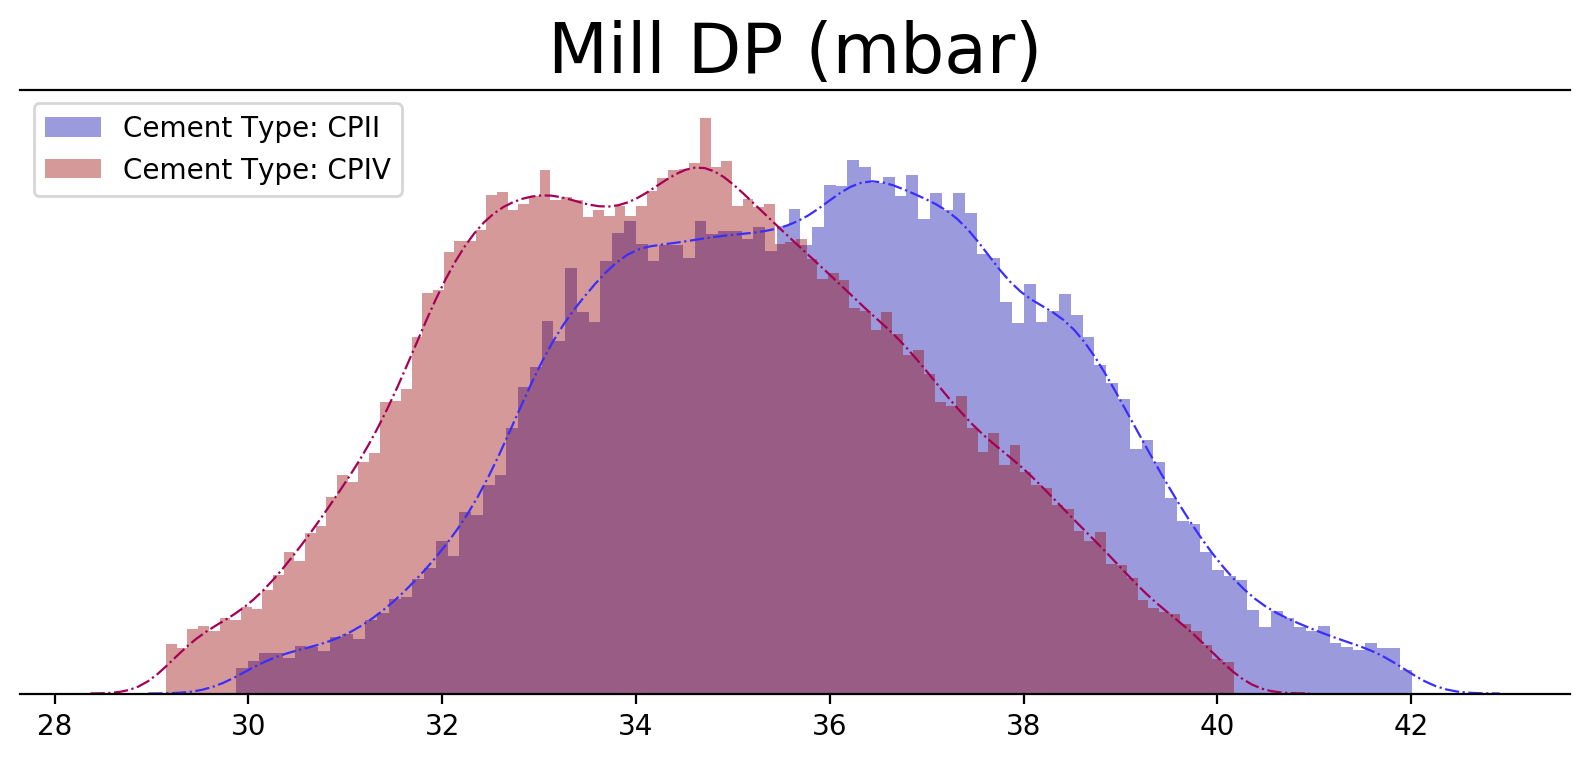 Mill DP (mbar)
Cement Type: CPII
Cement Type: CPIV
28 30 32 34 36 38 40 42